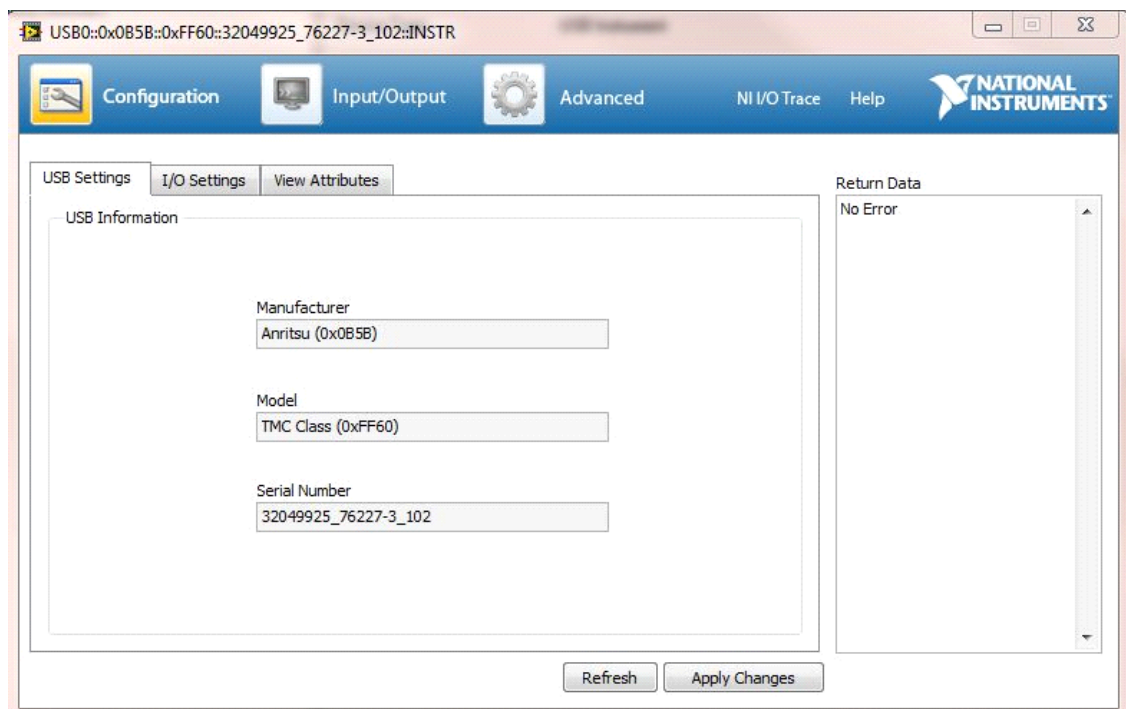 USB0::0x0B5B::0xFF60::32049925_76227-3_102::INSTR
Configuration
Input/Output
Advanced
NI I/O Trace
Help
NATIONAL
INSTRUMENTS
USB Settings
I/O Settings
View Attributes
USB Information
Manufacturer
Anritsu (0x0B5B)
Model
TMC Class (0xFF60)
Serial Number
32049925_76227-3_102
Return Data
No Error
Refresh
Apply Changes